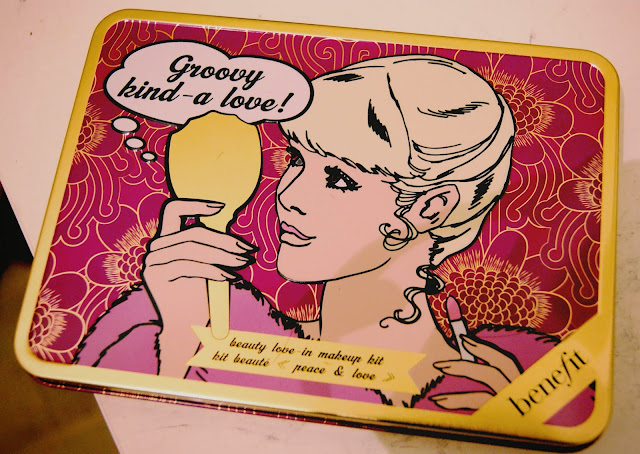 Groovy
kind-a love!
beauty love-in makeup kit
kit beauté peace & love
benefit